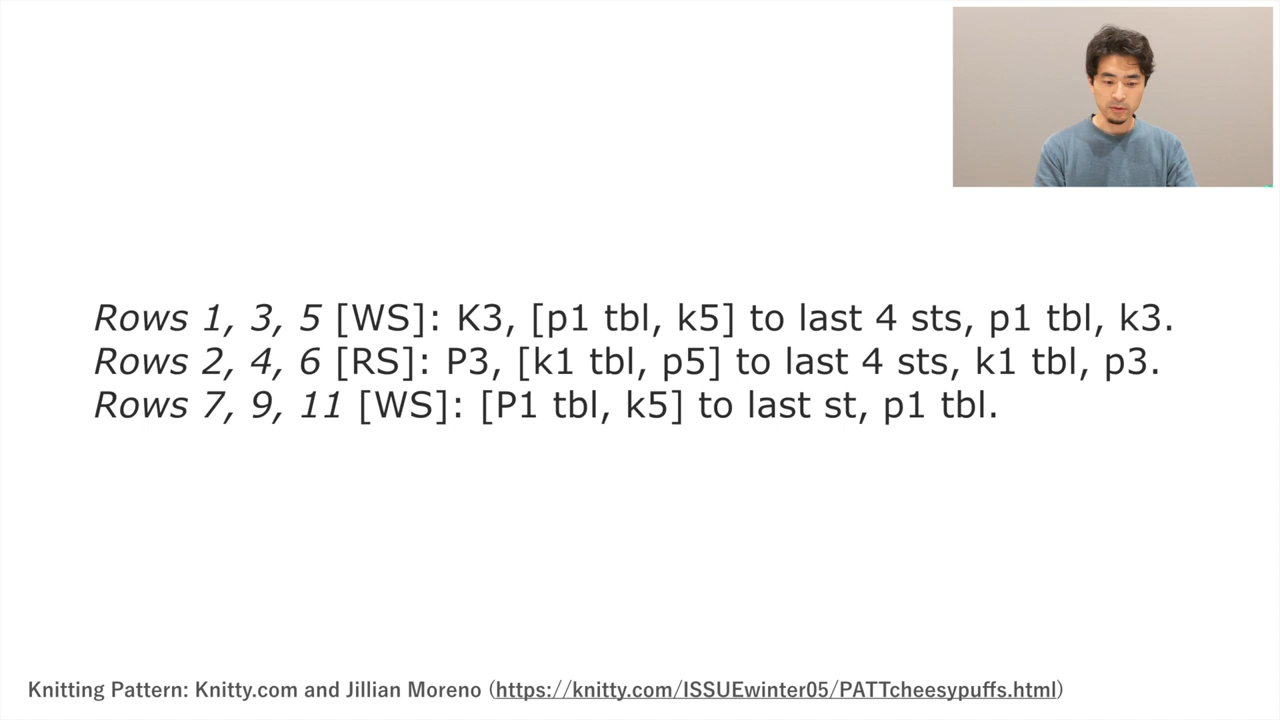 Rows 1, 3, 5 [WS]: K3, [p1 tbl, k5] to last 4 sts, p1 tbl, k3.
Rows 2, 4, 6 [RS]: P3, [k1 tbl, p5] to last 4 sts, k1 tbl, p3.
Rows 7, 9, 11 [WS]: [P1 tbl, k5] to last st, p1 tbl.
Knitting Pattern: Knitty.com and Jillian Moreno (https://knitty.com/ISSUEwinter05/PATTcheesypuffs.html)